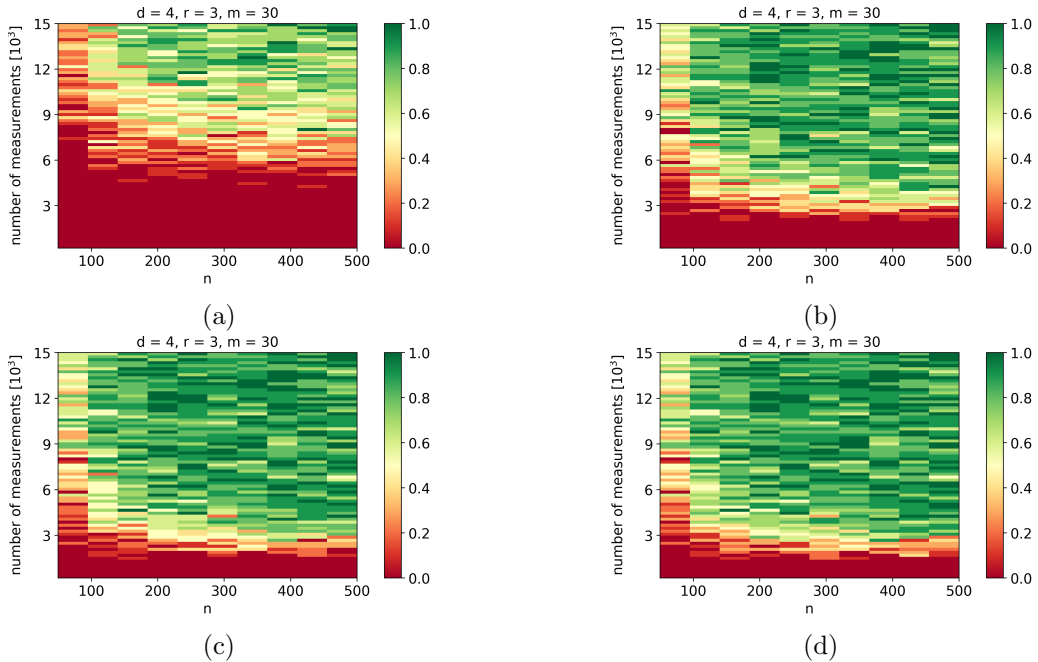 d = 4, r = 3, m = 30
number of measurements [10³]
15
12
9
6
3
100 200 300 400 500
n
1.0
0.8
0.6
0.4
0.2
0.0
(a)
d = 4, r = 3, m = 30
number of measurements [10³]
15
12
9
6
3
100 200 300 400 500
n
1.0
0.8
0.6
0.4
0.2
0.0
(b)
d = 4, r = 3, m = 30
number of measurements [10³]
15
12
9
6
3
100 200 300 400 500
n
1.0
0.8
0.6
0.4
0.2
0.0
(c)
d = 4, r = 3, m = 30
number of measurements [10³]
15
12
9
6
3
100 200 300 400 500
n
1.0
0.8
0.6
0.4
0.2
0.0
(d)